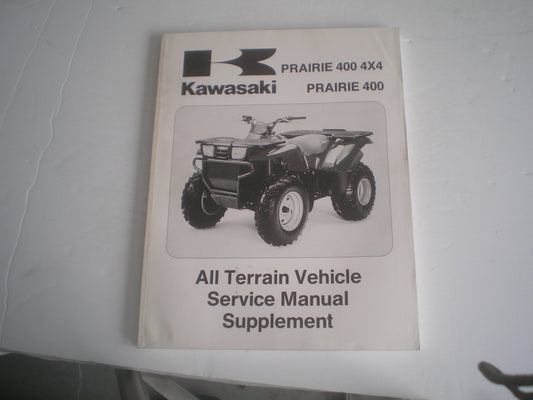 PRAIRIE 400 4X4
Kawasaki PRAIRIE 400
All Terrain Vehicle
Service Manual
Supplement